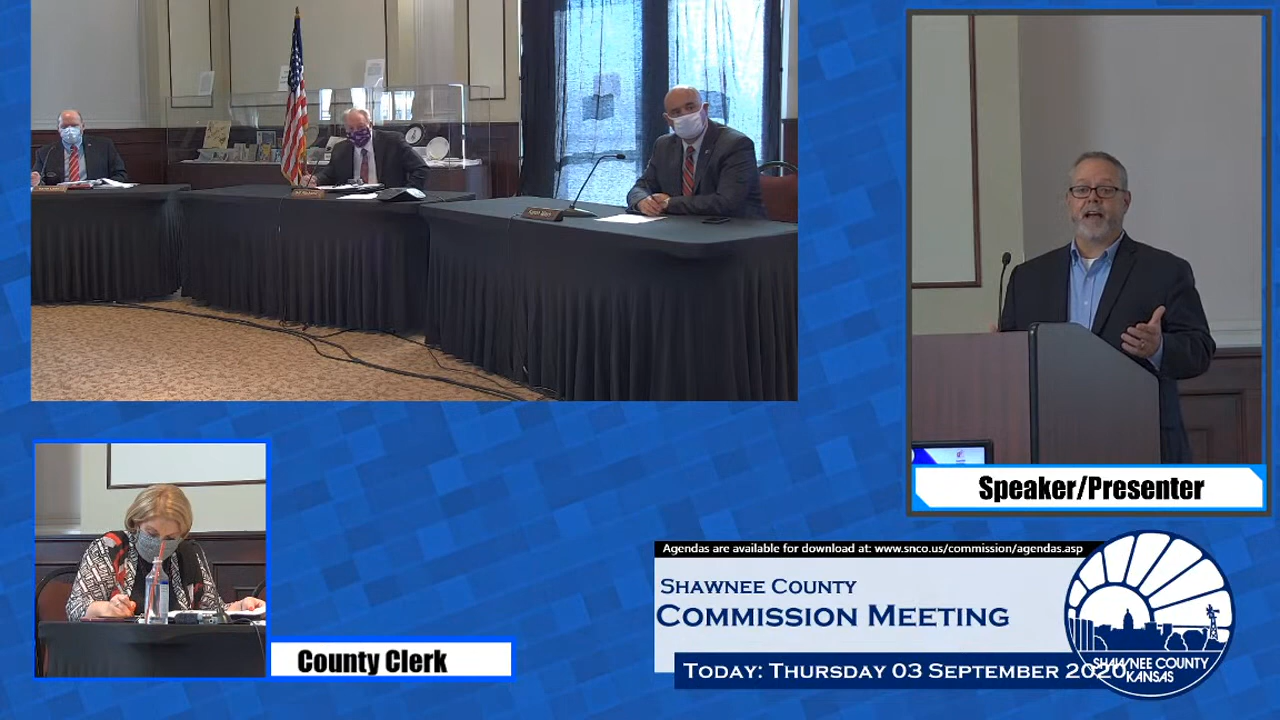 Speaker/Presenter
Agendas are available for download at: www.snco.us/commission/agendas.asp
Shawnee County
Commission Meeting
Today: Thursday 03 September 2020
SHAWNEE COUNTY
KANSAS
County Clerk